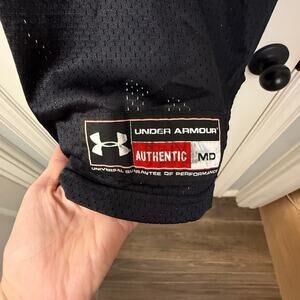 UNDER ARMOUR
AUTHENTIC MD
UNIVERSAL GUARANTEE OF PERFORMANCE